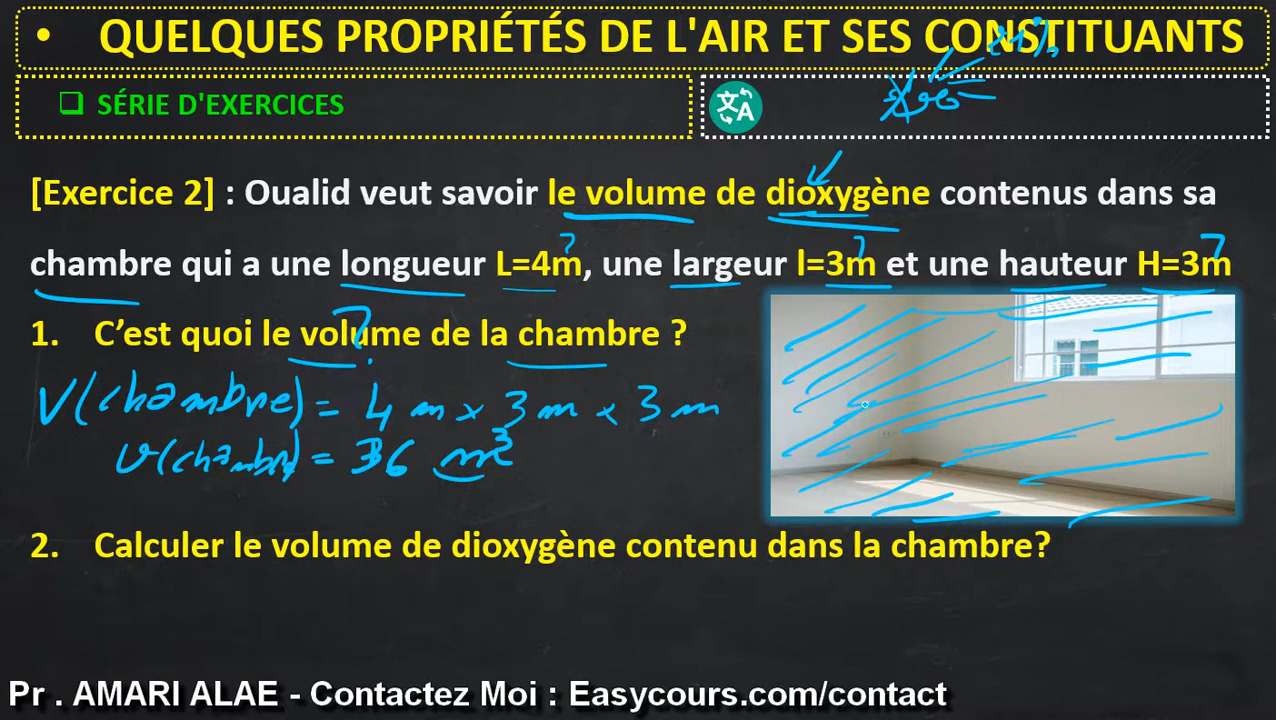 • QUELQUES PROPRIÉTÉS DE L'AIR ET SES CONSTITUANTS
❑ SÉRIE D'EXERCICES
[Exercice 2] : Oualid veut savoir le volume de dioxygène contenus dans sa
chambre qui a une longueur L=4m, une largeur l=3m et une hauteur H=3m
1. C’est quoi le volume de la chambre ?
V(chambre) = 4 m × 3 m × 3 m
V(chambre) = 36 m³
2. Calculer le volume de dioxygène contenu dans la chambre?
Pr . AMARI ALAE - Contactez Moi : Easycours.com/contact